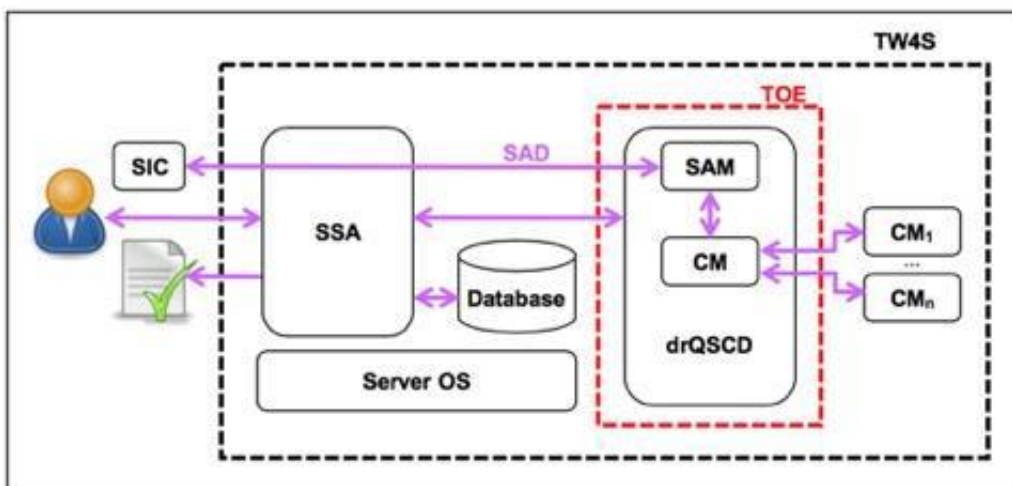 TW4S
TOE
SIC
SAD
SAM
SSA
CM
CM₁
...
CMₙ
Database
drQSCD
Server OS